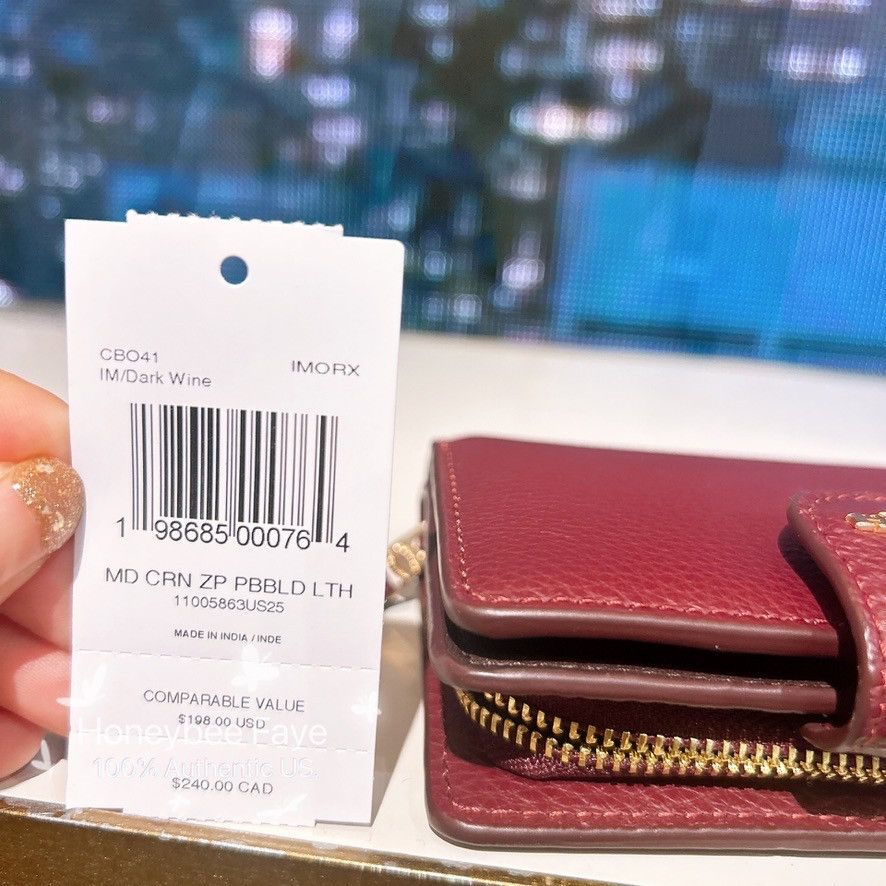 CBO41
IM/Dark Wine
IMORX
1 98685 00076 4
MD CRN ZP PBBLD LTH
11005863US25
MADE IN INDIA / INDE
COMPARABLE VALUE
$198.00 USD
Honeybee Faye
100% Authentic US.
$240.00 CAD